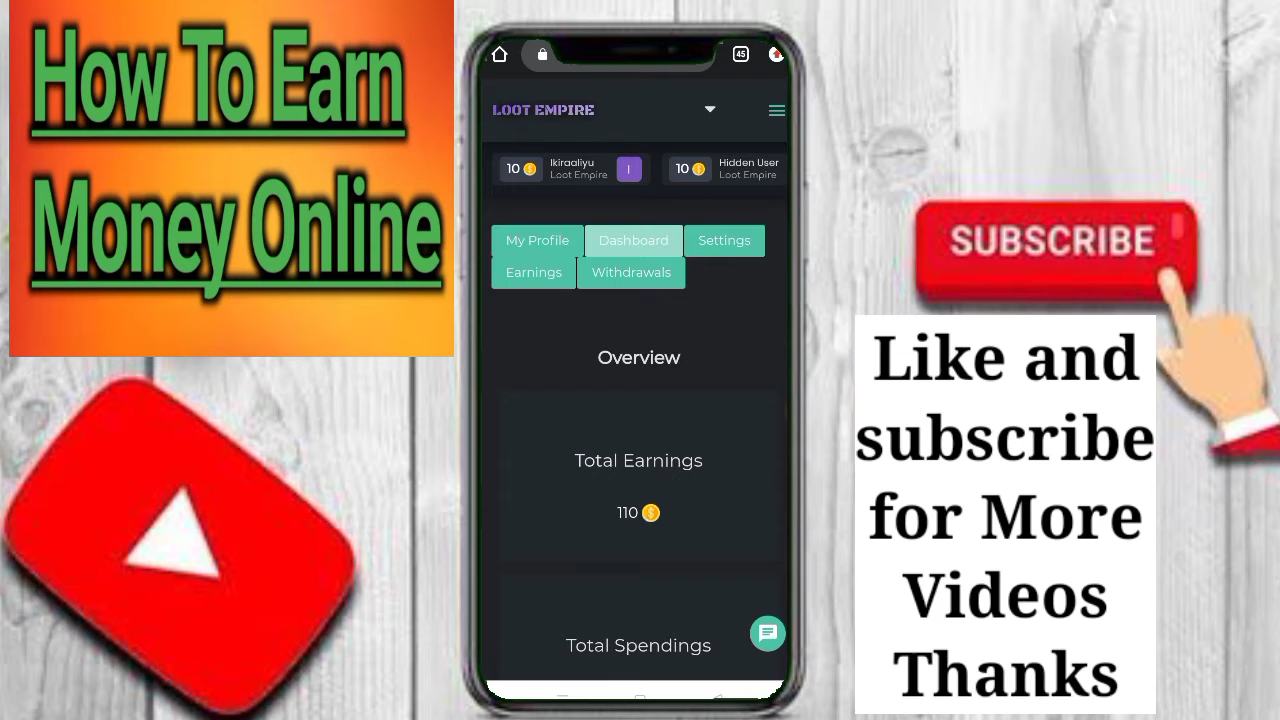 How To Earn
Money Online
45
LOOT EMPIRE
10 Ikiraaliyu
Loot Empire
I
10 Hidden User
Loot Empire
My Profile
Dashboard
Settings
Earnings
Withdrawals
Overview
Total Earnings
110
Total Spendings
SUBSCRIBE
Like and
subscribe
for More
Videos
Thanks